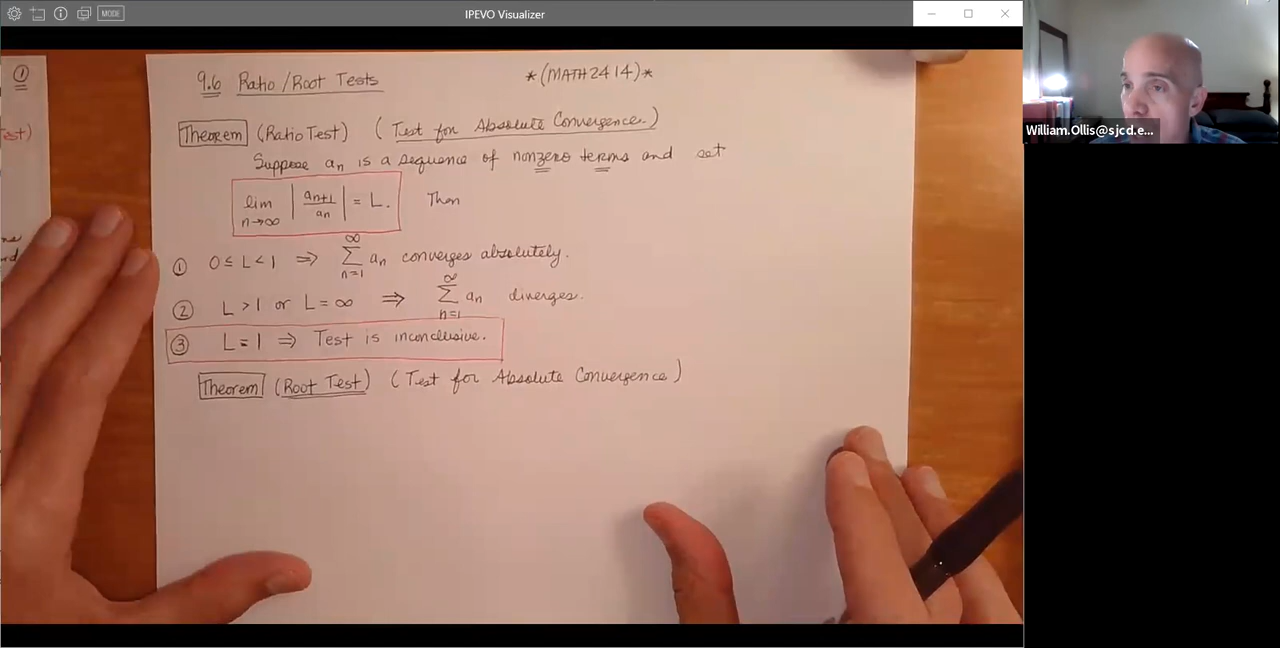 MODE
IPEVO Visualizer
①
9.6 Ratio/Root Tests
*(MATH 2414)*
Theorem (Ratio Test) (Test for Absolute Convergence)
Suppose an is a sequence of nonzero terms and set
lim n→∞ |an+1/an| = L. Then
① 0 ≤ L < 1 ⇒ ∞ Σ n=1 an converges absolutely.
② L > 1 or L = ∞ ⇒ ∞ Σ n=1 an diverges.
③ L = 1 ⇒ Test is inconclusive.
Theorem (Root Test) (Test for Absolute Convergence)
William.Ollis@sjcd.e...